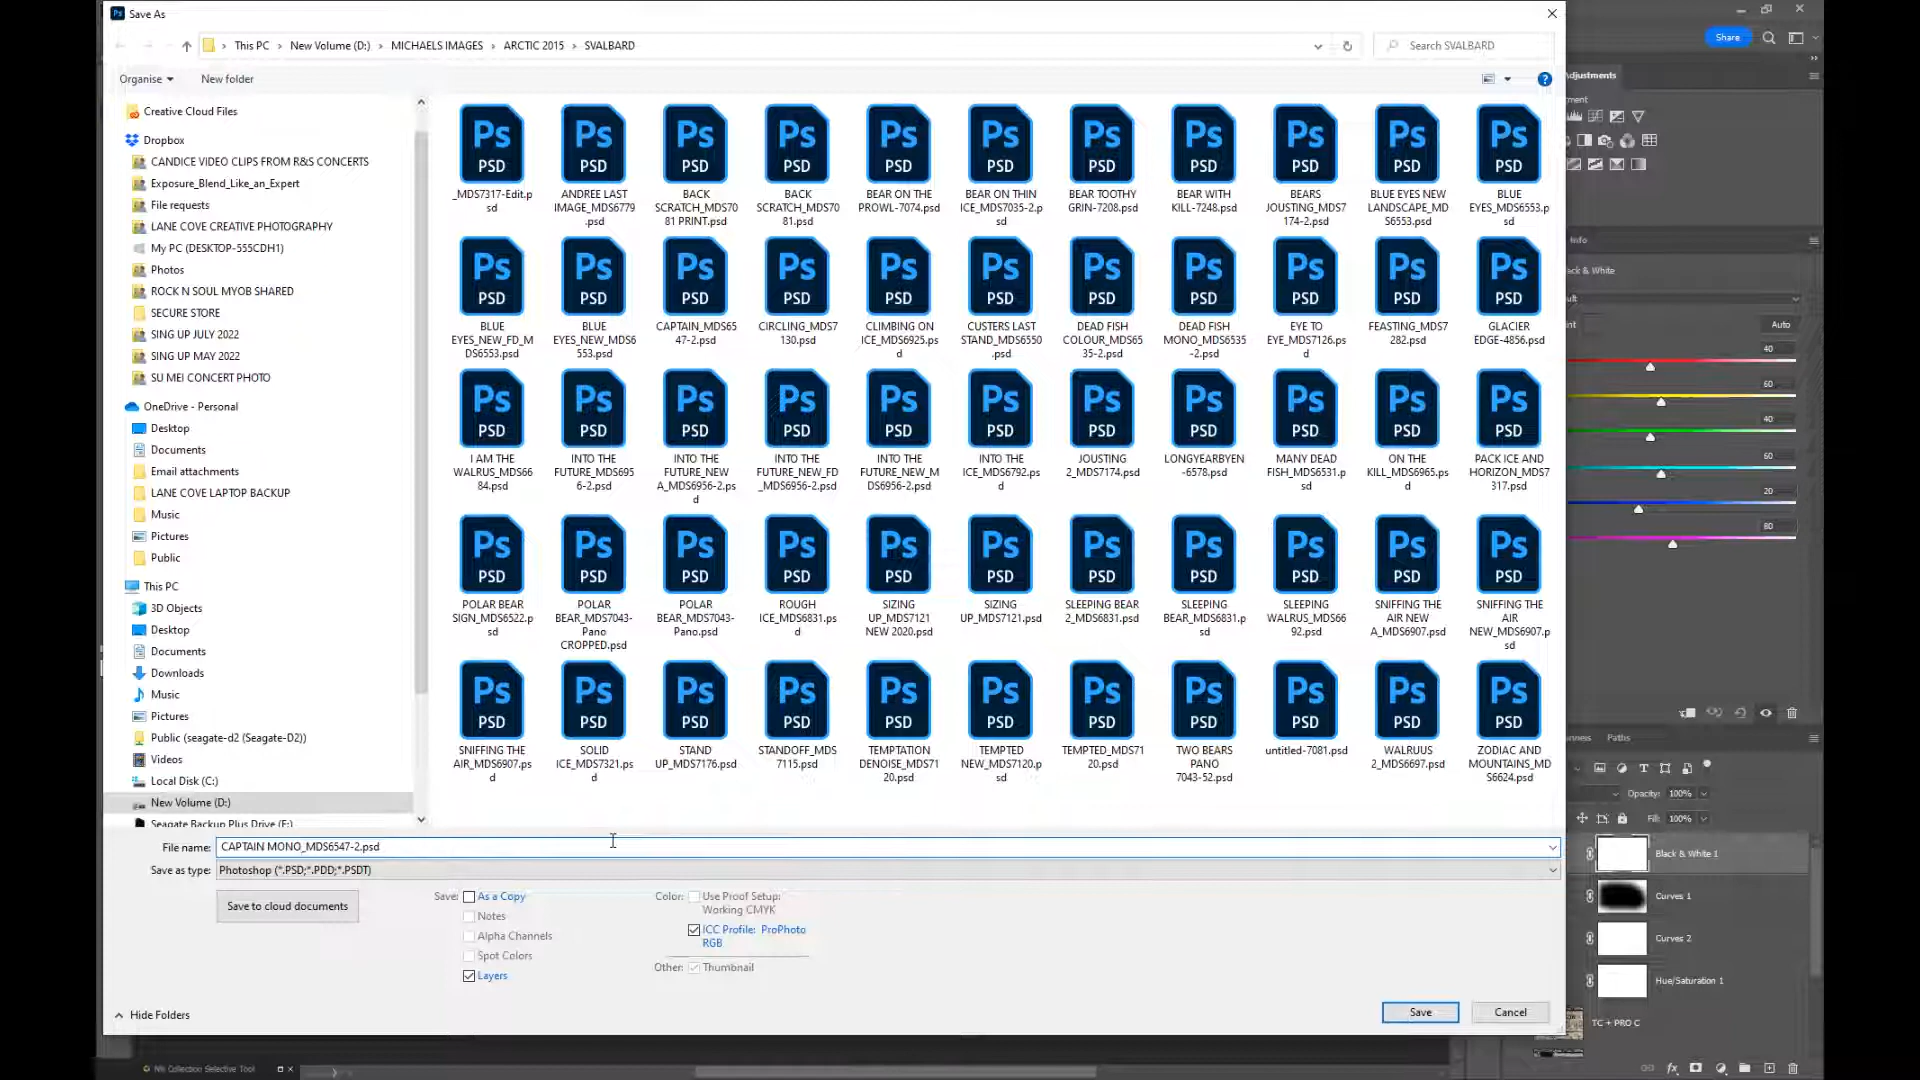 Save As
This PC > New Volume (D:) > MICHAELS IMAGES > ARCTIC 2015 > SVALBARD
Search SVALBARD
Share
Organise
New folder
Adjustments
Creative Cloud Files
Dropbox
CANDICE VIDEO CLIPS FROM R&S CONCERTS
Exposure_Blend_Like_an_Expert
File requests
LANE COVE CREATIVE PHOTOGRAPHY
My PC (DESKTOP-555CDH1)
Photos
ROCK N SOUL MYOB SHARED
SECURE STORE
SING UP JULY 2022
SING UP MAY 2022
SU MEI CONCERT PHOTO
OneDrive - Personal
Desktop
Documents
Email attachments
LANE COVE LAPTOP BACKUP
Music
Pictures
Public
This PC
3D Objects
Desktop
Documents
Downloads
Music
Pictures
Public (seagate-d2 (Seagate-D2))
Videos
Local Disk (C:)
New Volume (D:)
Seagate Backup Plus Drive (F:)
_MDS7317-Edit.psd
ANDREE LAST IMAGE_MDS6779.psd
BACK SCRATCH_MDS7081 PRINT.psd
BACK SCRATCH_MDS7081.psd
BEAR ON THE PROWL-7074.psd
BEAR ON THIN ICE_MDS7035-2.psd
BEAR TOOTHY GRIN-7208.psd
BEAR WITH KILL-7248.psd
BEARS JOUSTING_MDS7174-2.psd
BLUE EYES NEW LANDSCAPE_MDS6553.psd
BLUE EYES_MDS6553.psd
BLUE EYES_NEW_FD_MDS6553.psd
BLUE EYES_NEW_MDS6553.psd
CAPTAIN_MDS6547-2.psd
CIRCLING_MDS7130.psd
CLIMBING ON ICE_MDS6925.psd
CUSTERS LAST STAND_MDS6550.psd
DEAD FISH COLOUR_MDS6535-2.psd
DEAD FISH MONO_MDS6535-2.psd
EYE TO EYE_MDS7126.psd
FEASTING_MDS7282.psd
GLACIER EDGE-4856.psd
I AM THE WALRUS_MDS6684.psd
INTO THE FUTURE_MDS6956-2.psd
INTO THE FUTURE_NEW A_MDS6956-2.psd
INTO THE FUTURE_NEW_FD_MDS6956-2.psd
INTO THE FUTURE_NEW_MDS6956-2.psd
INTO THE ICE_MDS6792.psd
JOUSTING 2_MDS7174.psd
LONGYEARBYEN-6578.psd
MANY DEAD FISH_MDS6531.psd
ON THE KILL_MDS6965.psd
PACK ICE AND HORIZON_MDS7317.psd
POLAR BEAR SIGN_MDS6522.psd
POLAR BEAR_MDS7043-Pano CROPPED.psd
POLAR BEAR_MDS7043-Pano.psd
ROUGH ICE_MDS6831.psd
SIZING UP_MDS7121 NEW 2020.psd
SIZING UP_MDS7121.psd
SLEEPING BEAR 2_MDS6831.psd
SLEEPING BEAR_MDS6831.psd
SLEEPING WALRUS_MDS6692.psd
SNIFFING THE AIR NEW A_MDS6907.psd
SNIFFING THE AIR NEW_MDS6907.psd
SNIFFING THE AIR_MDS6907.psd
SOLID ICE_MDS7321.psd
STAND UP_MDS7176.psd
STANDOFF_MDS7115.psd
TEMPTATION DENOISE_MDS7120.psd
TEMPTED NEW_MDS7120.psd
TEMPTED_MDS7120.psd
TWO BEARS PANO 7043-52.psd
untitled-7081.psd
WALRUUS 2_MDS6697.psd
ZODIAC AND MOUNTAINS_MDS6624.psd
Info
Auto
40
60
40
60
20
80
Paths
Opacity: 100%
Fill: 100%
Black & White 1
Curves 1
Curves 2
Hue/Saturation 1
TC + PRO C
File name: CAPTAIN MONO_MDS6547-2.psd
Save as type: Photoshop (*.PSD;*.PDD;*.PSDT)
Save to cloud documents
Save: As a Copy
Notes
Alpha Channels
Spot Colors
Layers
Color: Use Proof Setup: Working CMYK
ICC Profile: ProPhoto RGB
Other: Thumbnail
Hide Folders
Save
Cancel
Nik Collection Selective Tool